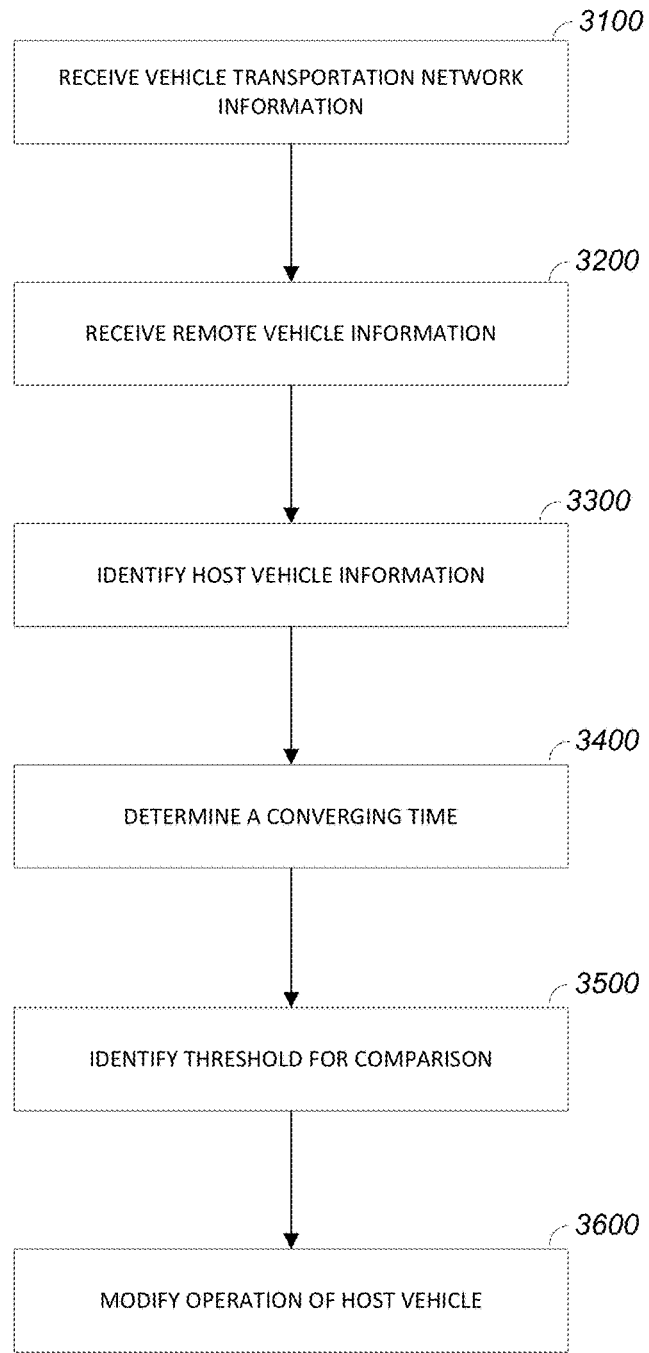 3100
RECEIVE VEHICLE TRANSPORTATION NETWORK
INFORMATION
3200
RECEIVE REMOTE VEHICLE INFORMATION
3300
IDENTIFY HOST VEHICLE INFORMATION
3400
DETERMINE A CONVERGING TIME
3500
IDENTIFY THRESHOLD FOR COMPARISON
3600
MODIFY OPERATION OF HOST VEHICLE